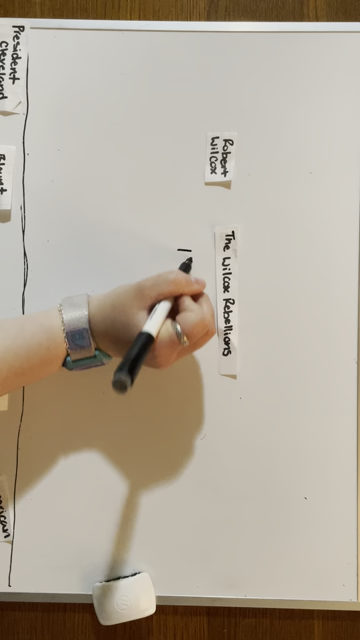 President
Cleveland
Blount
Robert
Wilcox
The Wilcox Rebellions